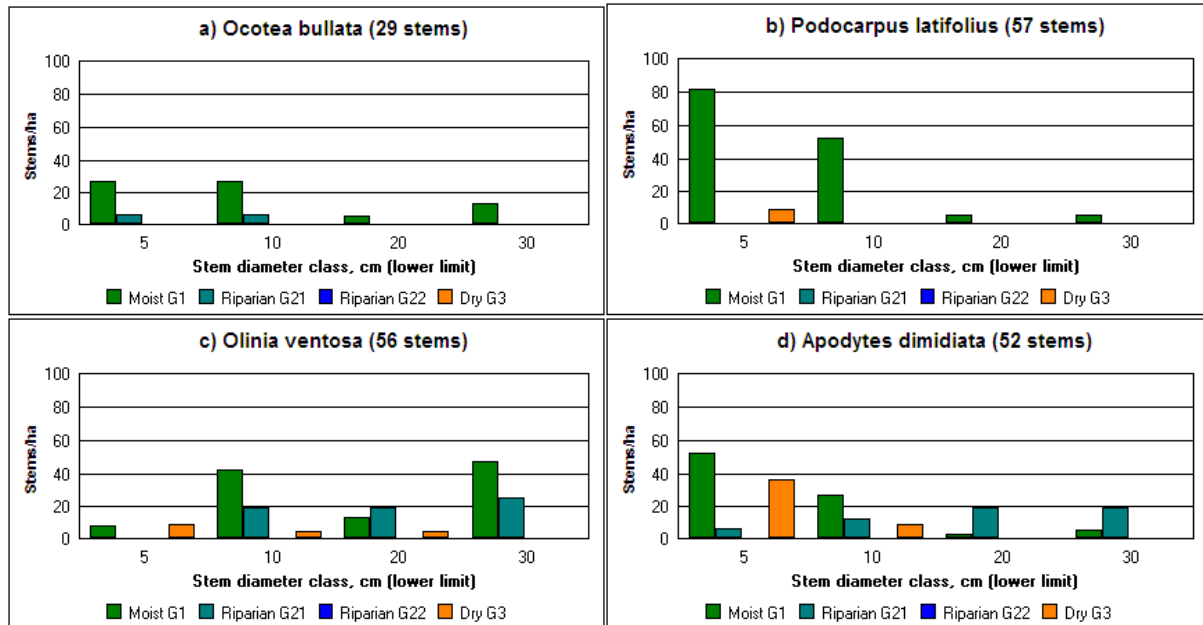 a) Ocotea bullata (29 stems)
100
80
60
40
20
0
Stems/ha
5 10 20 30
Stem diameter class, cm (lower limit)
Moist G1 Riparian G21 Riparian G22 Dry G3
b) Podocarpus latifolius (57 stems)
100
80
60
40
20
0
Stems/ha
5 10 20 30
Stem diameter class, cm (lower limit)
Moist G1 Riparian G21 Riparian G22 Dry G3
c) Olinia ventosa (56 stems)
100
80
60
40
20
0
Stems/ha
5 10 20 30
Stem diameter class, cm (lower limit)
Moist G1 Riparian G21 Riparian G22 Dry G3
d) Apodytes dimidiata (52 stems)
100
80
60
40
20
0
Stems/ha
5 10 20 30
Stem diameter class, cm (lower limit)
Moist G1 Riparian G21 Riparian G22 Dry G3